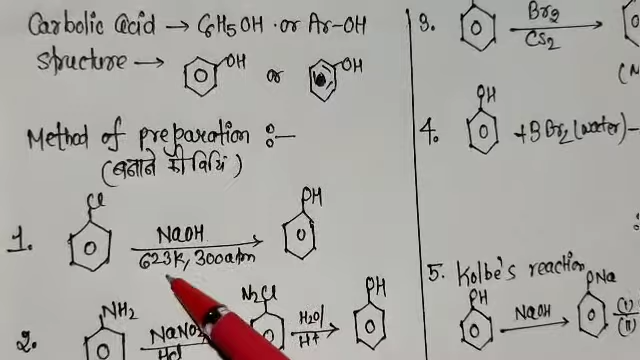 Carbolic acid → C6H5OH. or Ar-OH
Structure → OH or OH
Method of preparation :-
(बनाने की विधि)
1. Cl NaOH OH
623K, 300atm
2. NH2 NaNO2 N2Cl H2O OH
HCl H+
3. Br2
CS2
4. OH +3Br2 (water)
5. Kolbe's reaction
OH NaOH ONa (i)
(ii)